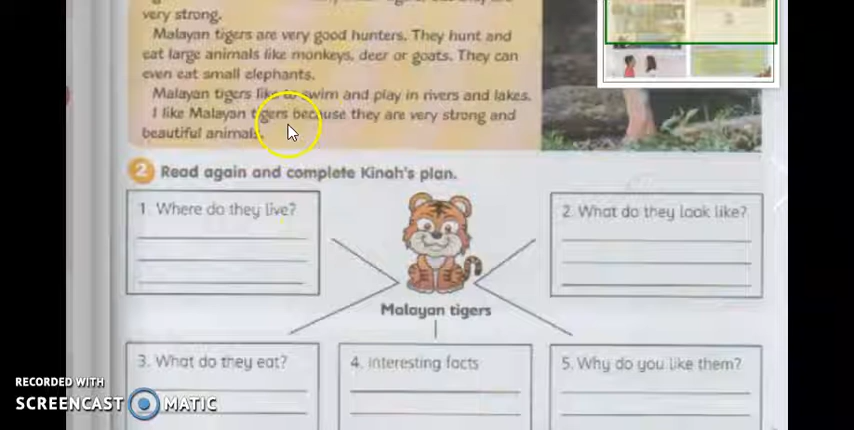 very strong.
Malayan tigers are very good hunters. They hunt and
eat large animals like monkeys, deer or goats. They can
even eat small elephants.
Malayan tigers like to swim and play in rivers and lakes.
I like Malayan tigers because they are very strong and
beautiful animals.
2 Read again and complete Kinah's plan.
1. Where do they live?
2. What do they look like?
Malayan tigers
3. What do they eat?
4. Interesting facts
5. Why do you like them?
RECORDED WITH
SCREENCAST MATIC